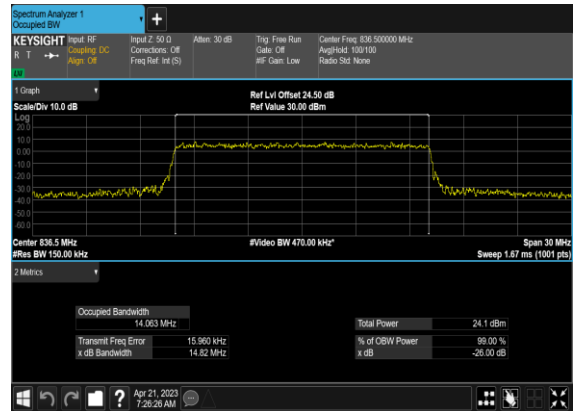 Spectrum Analyzer 1
Occupied BW
+
KEYSIGHT Input: RF Input Z: 50 Ω Atten: 30 dB Trig: Free Run Center Freq: 836.500000 MHz
R T Coupling: DC Corrections: Off Gate: Off Avg|Hold: 100/100
Align: Off Freq Ref: Int (S) #IF Gain: Low Radio Std: None
LW
1 Graph
Ref Lvl Offset 24.50 dB
Scale/Div 10.0 dB Ref Value 30.00 dBm
Log
20.0
10.0
0.00
-10.0
-20.0
-30.0
-40.0
-50.0
-60.0
Center 836.5 MHz #Video BW 470.00 kHz* Span 30 MHz
#Res BW 150.00 kHz Sweep 1.67 ms (1001 pts)
2 Metrics
Occupied Bandwidth
14.063 MHz Total Power 24.1 dBm
Transmit Freq Error 15.960 kHz % of OBW Power 99.00 %
x dB Bandwidth 14.82 MHz x dB -26.00 dB
? Apr 21, 2023
7:26:26 AM